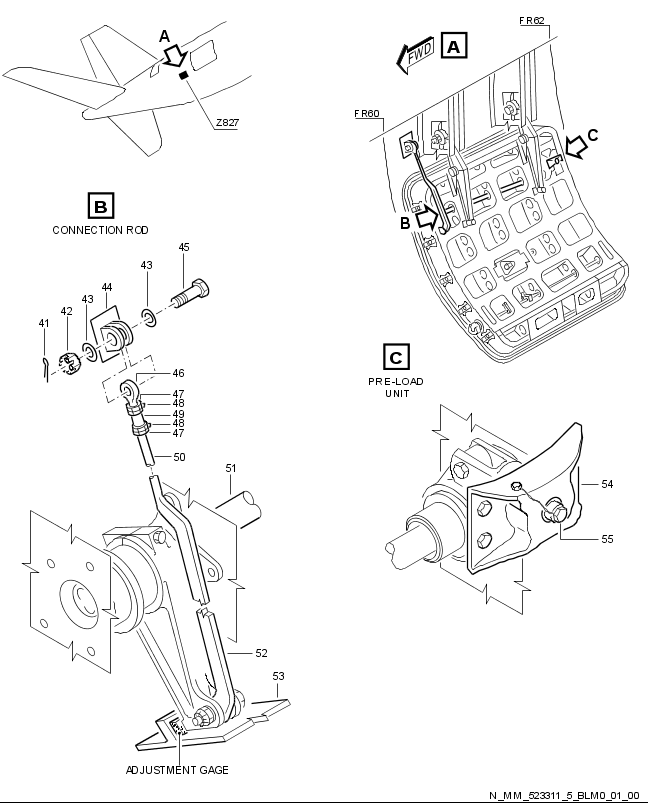 A
Z827
FR62
FWD
A
FR60
C
B
B
CONNECTION ROD
45
43
44
43
42
41
46
47
48
49
48
47
50
51
52
53
ADJUSTMENT GAGE
C
PRE-LOAD
UNIT
54
55
N_MM_523311_5_BLM0_01_00